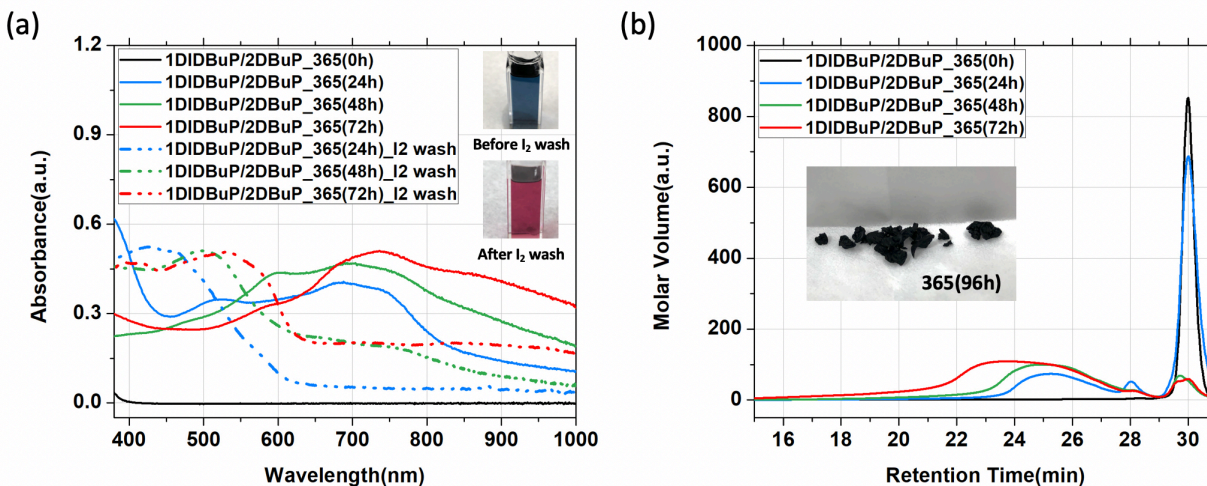 (a)
1.2
0.9
0.6
0.3
0.0
Absorbance(a.u.)
1DIDBuP/2DBuP_365(0h)
1DIDBuP/2DBuP_365(24h)
1DIDBuP/2DBuP_365(48h)
1DIDBuP/2DBuP_365(72h)
1DIDBuP/2DBuP_365(24h)_I2 wash
1DIDBuP/2DBuP_365(48h)_I2 wash
1DIDBuP/2DBuP_365(72h)_I2 wash
Before I₂ wash
After I₂ wash
400 500 600 700 800 900 1000
Wavelength(nm)
(b)
1000
800
600
400
200
0
Molar Volume(a.u.)
1DIDBuP/2DBuP_365(0h)
1DIDBuP/2DBuP_365(24h)
1DIDBuP/2DBuP_365(48h)
1DIDBuP/2DBuP_365(72h)
365(96h)
16 18 20 22 24 26 28 30
Retention Time(min)